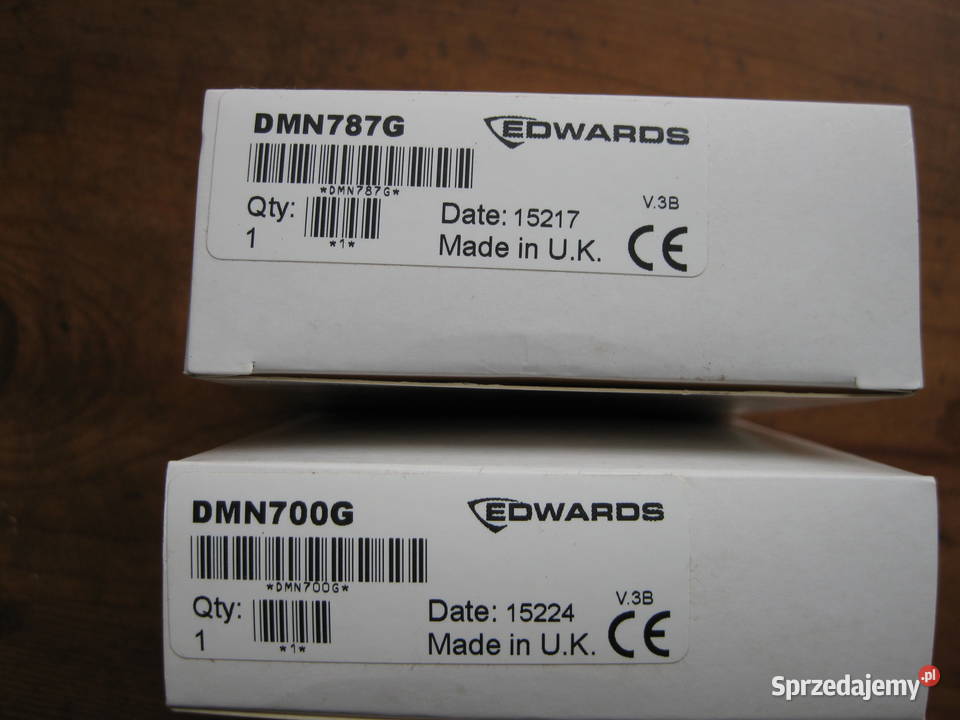 DMN787G
EDWARDS
*DMN787G*
Qty:
1
*1*
Date: 15217
Made in U.K.
V.3B
CE
DMN700G
EDWARDS
*DMN700G*
Qty:
1
*1*
Date: 15224
Made in U.K.
V.3B
CE
Sprzedajemy.pl